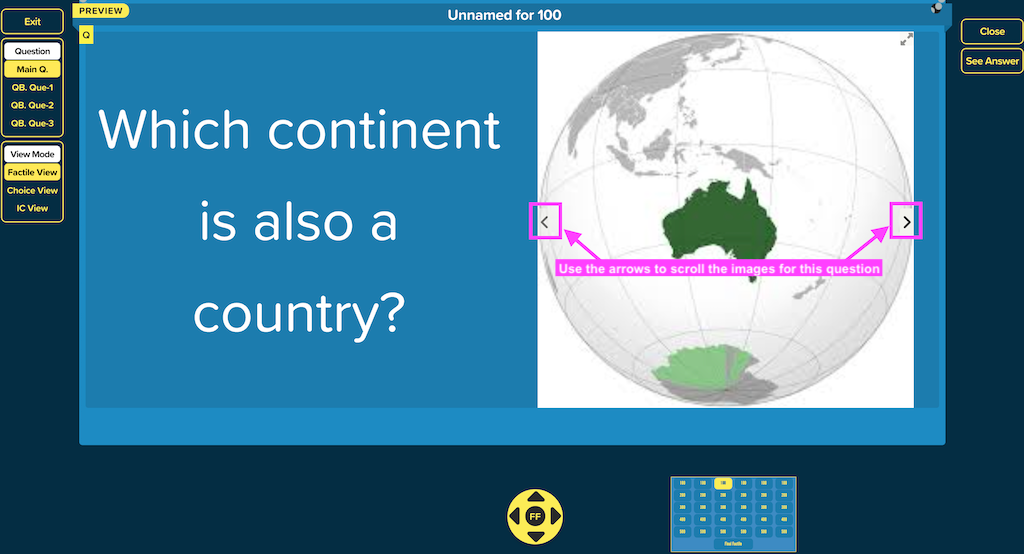 PREVIEW
Unnamed for 100
Exit
Question
Main Q.
QB. Que-1
QB. Que-2
QB. Que-3
View Mode
Factile View
Choice View
IC View
Q
Which continent
is also a
country?
Use the arrows to scroll the images for this question
Close
See Answer
FF